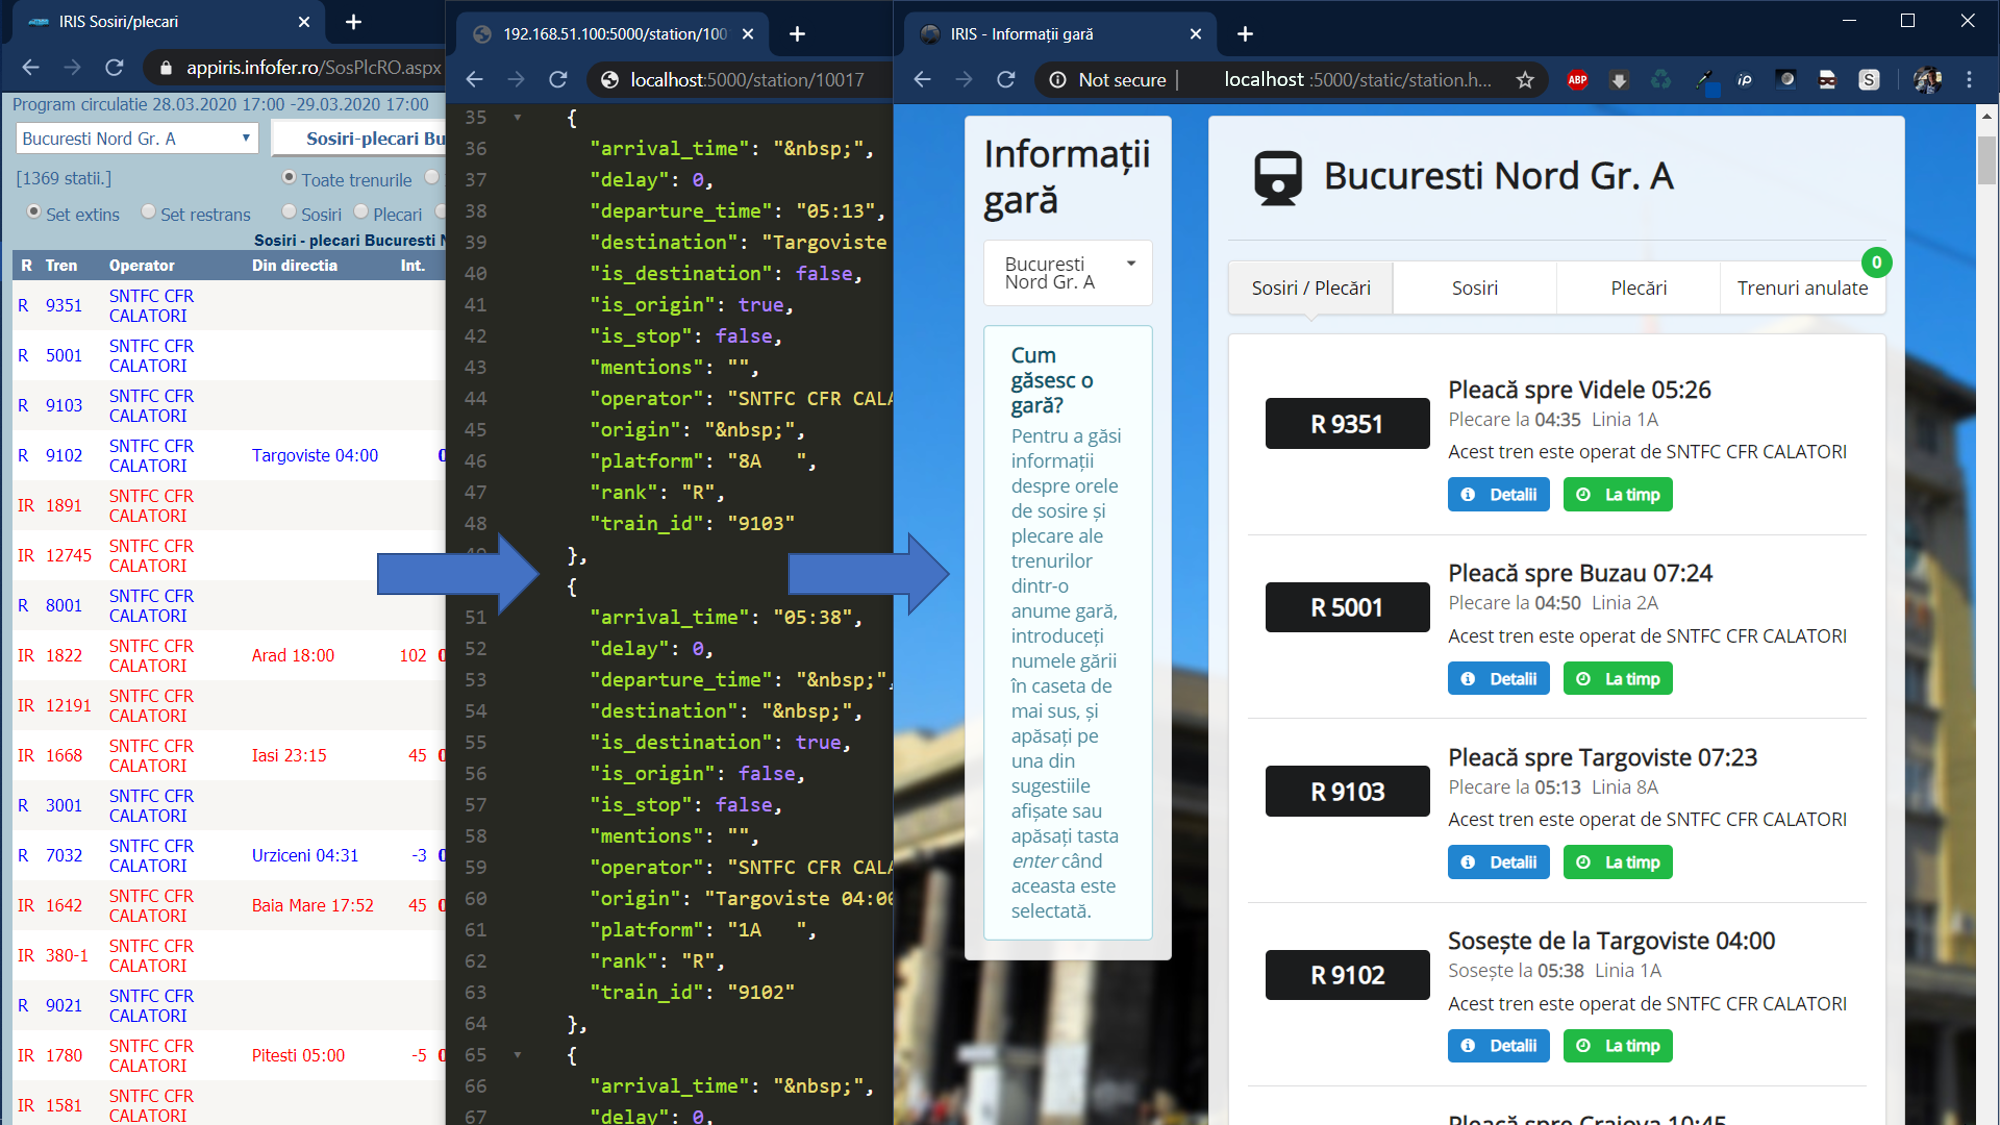 IRIS Sosiri/plecari
appiris.infofer.ro/SosPlcRO.aspx
Program circulatie 28.03.2020 17:00 -29.03.2020 17:00
Bucuresti Nord Gr. A
Sosiri-plecari Bu
[1369 statii.]
Toate trenurile
Set extins Set restrans Sosiri Plecari
Sosiri - plecari Bucuresti N
R Tren Operator Din directia Int.
R 9351 SNTFC CFR
CALATORI
R 5001 SNTFC CFR
CALATORI
R 9103 SNTFC CFR
CALATORI
R 9102 SNTFC CFR
CALATORI Targoviste 04:00
IR 1891 SNTFC CFR
CALATORI
IR 12745 SNTFC CFR
CALATORI
R 8001 SNTFC CFR
CALATORI
IR 1822 SNTFC CFR
CALATORI Arad 18:00 102
IR 12191 SNTFC CFR
CALATORI
IR 1668 SNTFC CFR
CALATORI Iasi 23:15 45
R 3001 SNTFC CFR
CALATORI
R 7032 SNTFC CFR
CALATORI Urziceni 04:31 -3
IR 1642 SNTFC CFR
CALATORI Baia Mare 17:52 45
IR 380-1 SNTFC CFR
CALATORI
R 9021 SNTFC CFR
CALATORI
IR 1780 SNTFC CFR
CALATORI Pitesti 05:00 -5
IR 1581 SNTFC CFR
CALATORI
192.168.51.100:5000/station/100
localhost:5000/station/10017
35 {
36 "arrival_time": "&nbsp;",
37 "delay": 0,
38 "departure_time": "05:13",
39 "destination": "Targoviste
40 "is_destination": false,
41 "is_origin": true,
42 "is_stop": false,
43 "mentions": "",
44 "operator": "SNTFC CFR CALA
45 "origin": "&nbsp;",
46 "platform": "8A   ",
47 "rank": "R",
48 "train_id": "9103"
},
{
51 "arrival_time": "05:38",
52 "delay": 0,
53 "departure_time": "&nbsp;",
54 "destination": "&nbsp;",
55 "is_destination": true,
56 "is_origin": false,
57 "is_stop": false,
58 "mentions": "",
59 "operator": "SNTFC CFR CALA
60 "origin": "Targoviste 04:00
61 "platform": "1A   ",
62 "rank": "R",
63 "train_id": "9102"
64 },
65 {
66 "arrival_time": "&nbsp;",
67 "delay": 0,
IRIS - Informații gară
Not secure | localhost :5000/static/station.h...
ABP
ip
S
Informații
gară
Bucuresti
Nord Gr. A
Cum
găsesc o
gară?
Pentru a găsi
informații
despre orele
de sosire și
plecare ale
trenurilor
dintr-o
anume gară,
introduceți
numele gării
în caseta de
mai sus, și
apăsați pe
una din
sugestiile
afișate sau
apăsați tasta
enter când
aceasta este
selectată.
Bucuresti Nord Gr. A
0
Sosiri / Plecări Sosiri Plecări Trenuri anulate
R 9351
Pleacă spre Videle 05:26
Plecare la 04:35 Linia 1A
Acest tren este operat de SNTFC CFR CALATORI
Detalii La timp
R 5001
Pleacă spre Buzau 07:24
Plecare la 04:50 Linia 2A
Acest tren este operat de SNTFC CFR CALATORI
Detalii La timp
R 9103
Pleacă spre Targoviste 07:23
Plecare la 05:13 Linia 8A
Acest tren este operat de SNTFC CFR CALATORI
Detalii La timp
R 9102
Sosește de la Targoviste 04:00
Sosește la 05:38 Linia 1A
Acest tren este operat de SNTFC CFR CALATORI
Detalii La timp
Pleacă spre Craiova 10:45